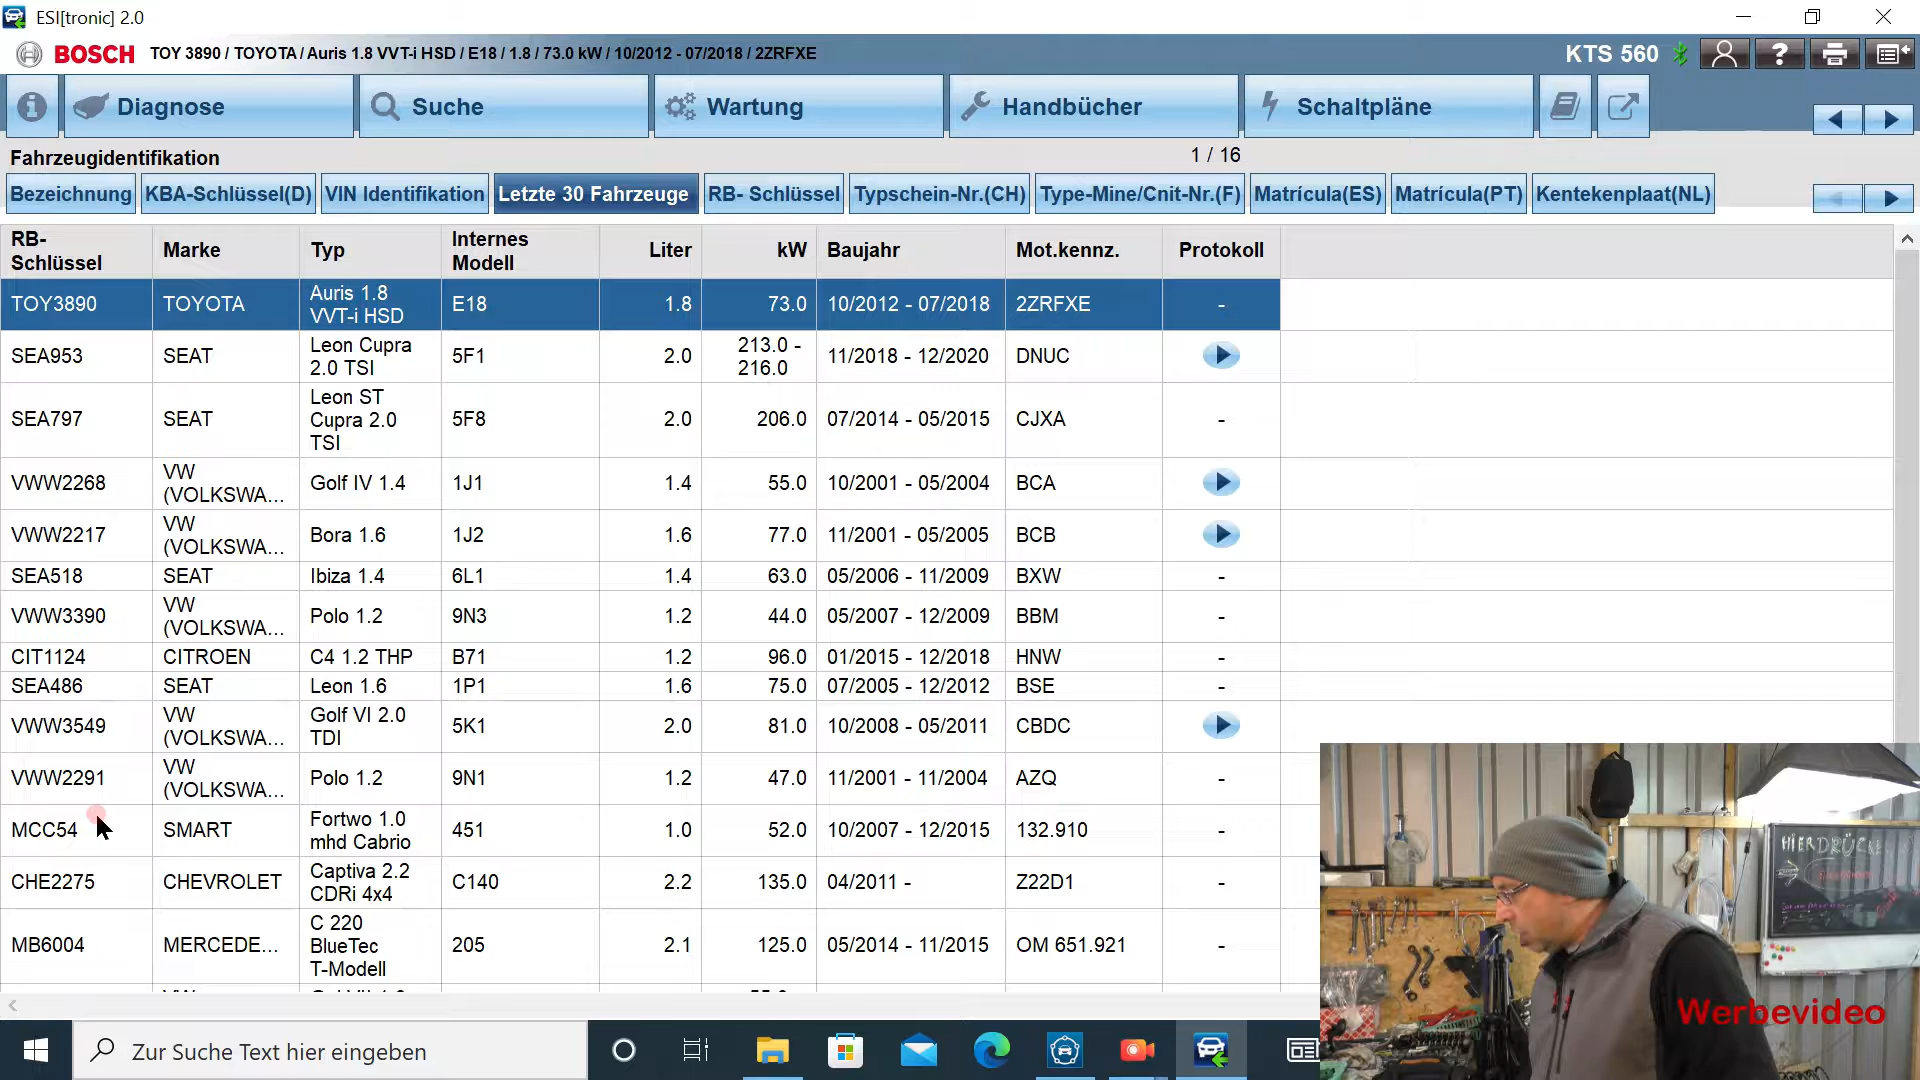 ESI[tronic] 2.0
BOSCH TOY 3890 / TOYOTA / Auris 1.8 VVT-i HSD / E18 / 1.8 / 73.0 kW / 10/2012 - 07/2018 / 2ZRFXE KTS 560 ?
Diagnose Suche Wartung Handbücher Schaltpläne
Fahrzeugidentifikation 1 / 16
Bezeichnung KBA-Schlüssel(D) VIN Identifikation Letzte 30 Fahrzeuge RB- Schlüssel Typschein-Nr.(CH) Type-Mine/Cnit-Nr.(F) Matrícula(ES) Matrícula(PT) Kentekenplaat(NL)
RB-Schlüssel Marke Typ Internes Modell Liter kW Baujahr Mot.kennz. Protokoll
TOY3890 TOYOTA Auris 1.8 VVT-i HSD E18 1.8 73.0 10/2012 - 07/2018 2ZRFXE -
SEA953 SEAT Leon Cupra 2.0 TSI 5F1 2.0 213.0 - 216.0 11/2018 - 12/2020 DNUC
SEA797 SEAT Leon ST Cupra 2.0 TSI 5F8 2.0 206.0 07/2014 - 05/2015 CJXA -
VWW2268 VW (VOLKSWA... Golf IV 1.4 1J1 1.4 55.0 10/2001 - 05/2004 BCA
VWW2217 VW (VOLKSWA... Bora 1.6 1J2 1.6 77.0 11/2001 - 05/2005 BCB
SEA518 SEAT Ibiza 1.4 6L1 1.4 63.0 05/2006 - 11/2009 BXW -
VWW3390 VW (VOLKSWA... Polo 1.2 9N3 1.2 44.0 05/2007 - 12/2009 BBM -
CIT1124 CITROEN C4 1.2 THP B71 1.2 96.0 01/2015 - 12/2018 HNW -
SEA486 SEAT Leon 1.6 1P1 1.6 75.0 07/2005 - 12/2012 BSE -
VWW3549 VW (VOLKSWA... Golf VI 2.0 TDI 5K1 2.0 81.0 10/2008 - 05/2011 CBDC
VWW2291 VW (VOLKSWA... Polo 1.2 9N1 1.2 47.0 11/2001 - 11/2004 AZQ -
MCC54 SMART Fortwo 1.0 mhd Cabrio 451 1.0 52.0 10/2007 - 12/2015 132.910 -
CHE2275 CHEVROLET Captiva 2.2 CDRi 4x4 C140 2.2 135.0 04/2011 - Z22D1 -
MB6004 MERCEDE... C 220 BlueTec T-Modell 205 2.1 125.0 05/2014 - 11/2015 OM 651.921 -
HIERDRÜCK
Werbevideo
Zur Suche Text hier eingeben